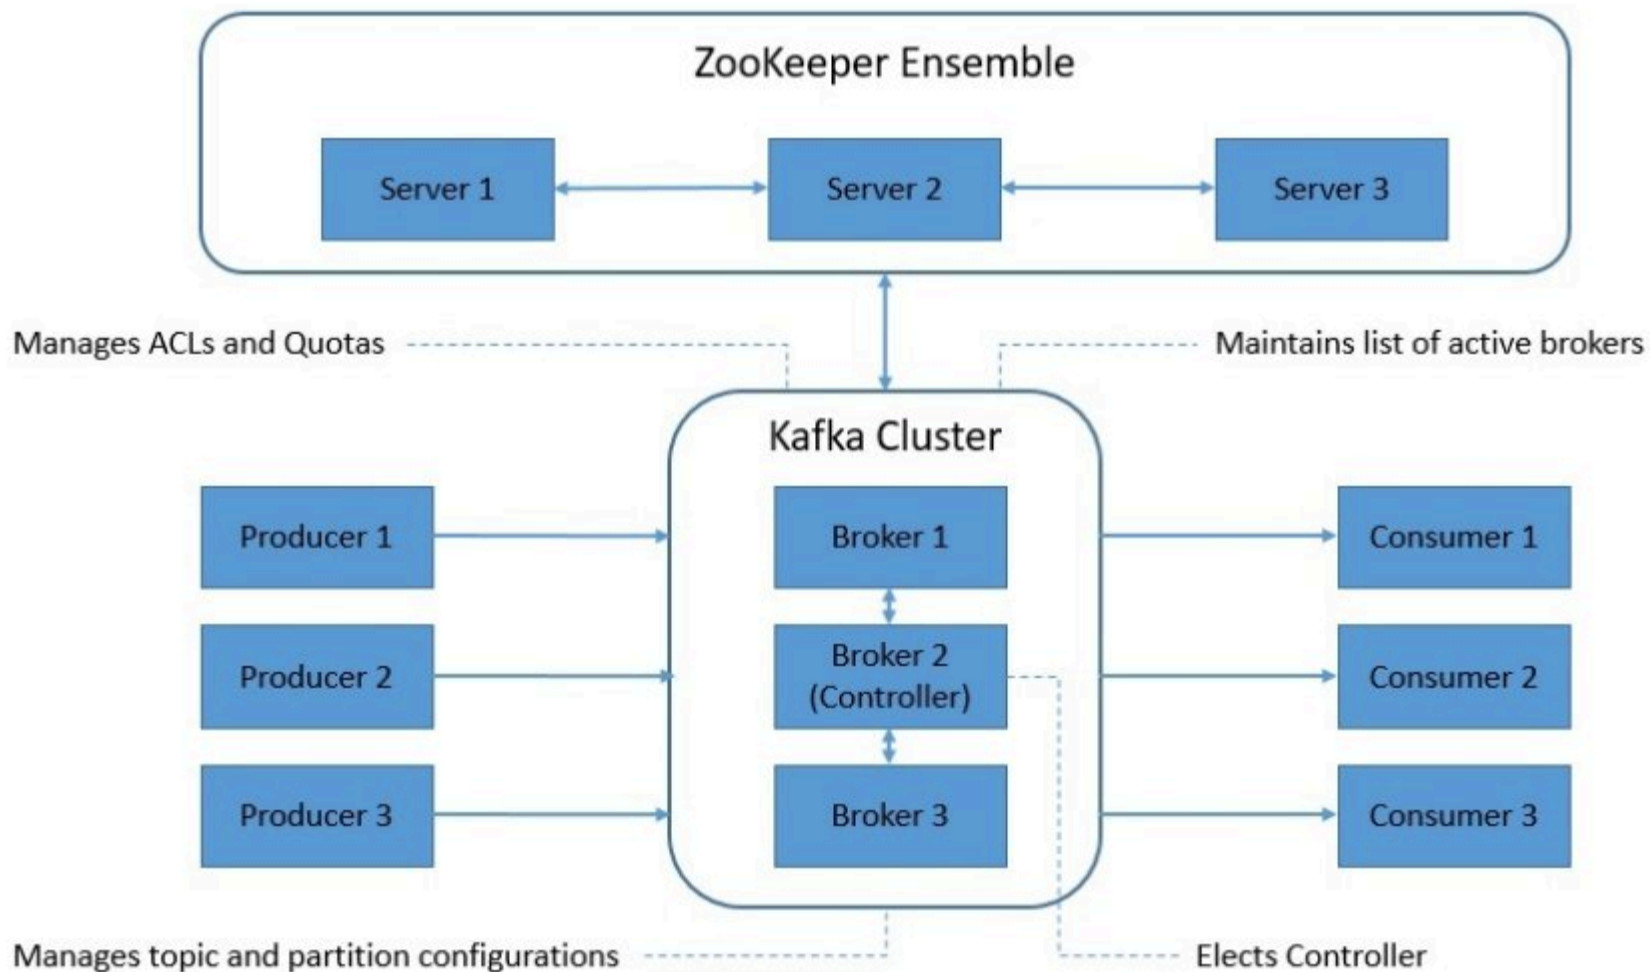 ZooKeeper Ensemble
Server 1
Server 2
Server 3
Manages ACLs and Quotas
Maintains list of active brokers
Kafka Cluster
Producer 1
Broker 1
Consumer 1
Producer 2
Broker 2
(Controller)
Consumer 2
Producer 3
Broker 3
Consumer 3
Manages topic and partition configurations
Elects Controller